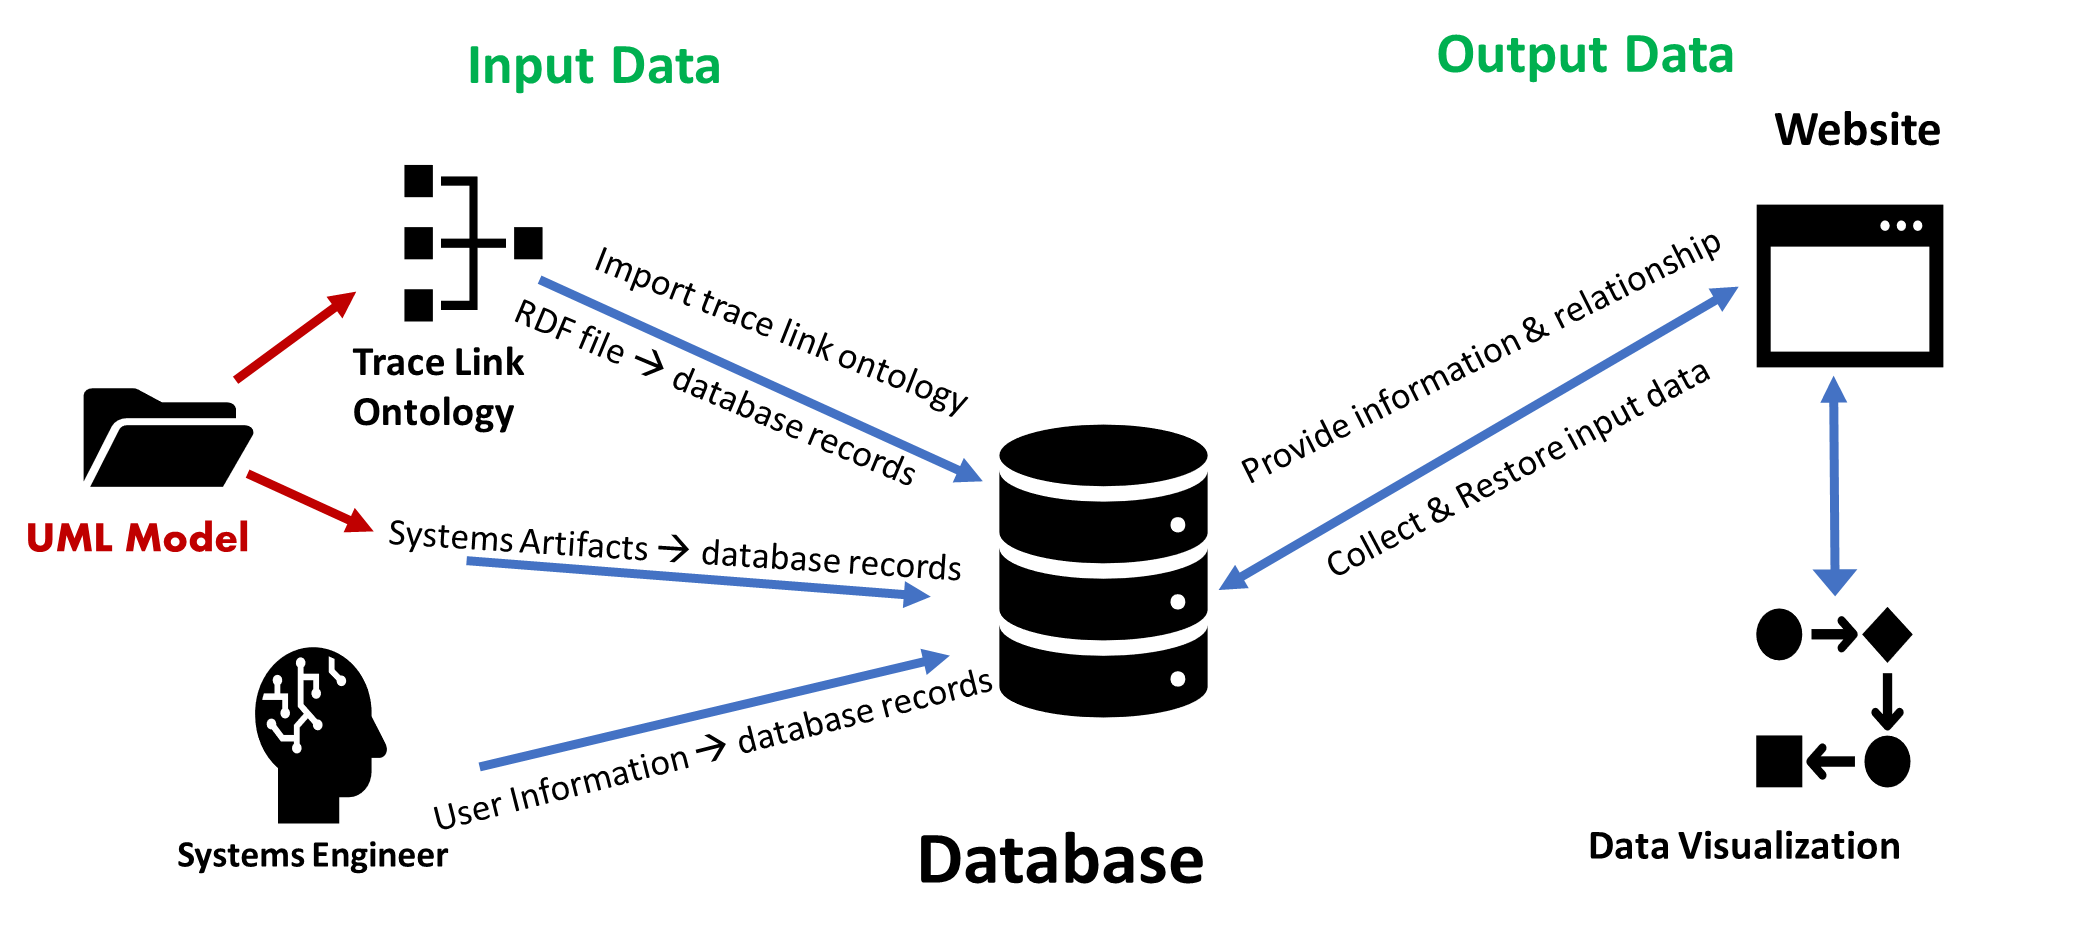 Input Data
Output Data
Website
Import trace link ontology
RDF file → database records
Provide information & relationship
Collect & Restore input data
Trace Link
Ontology
UML Model
Systems Artifacts → database records
User Information → database records
Systems Engineer
Database
Data Visualization